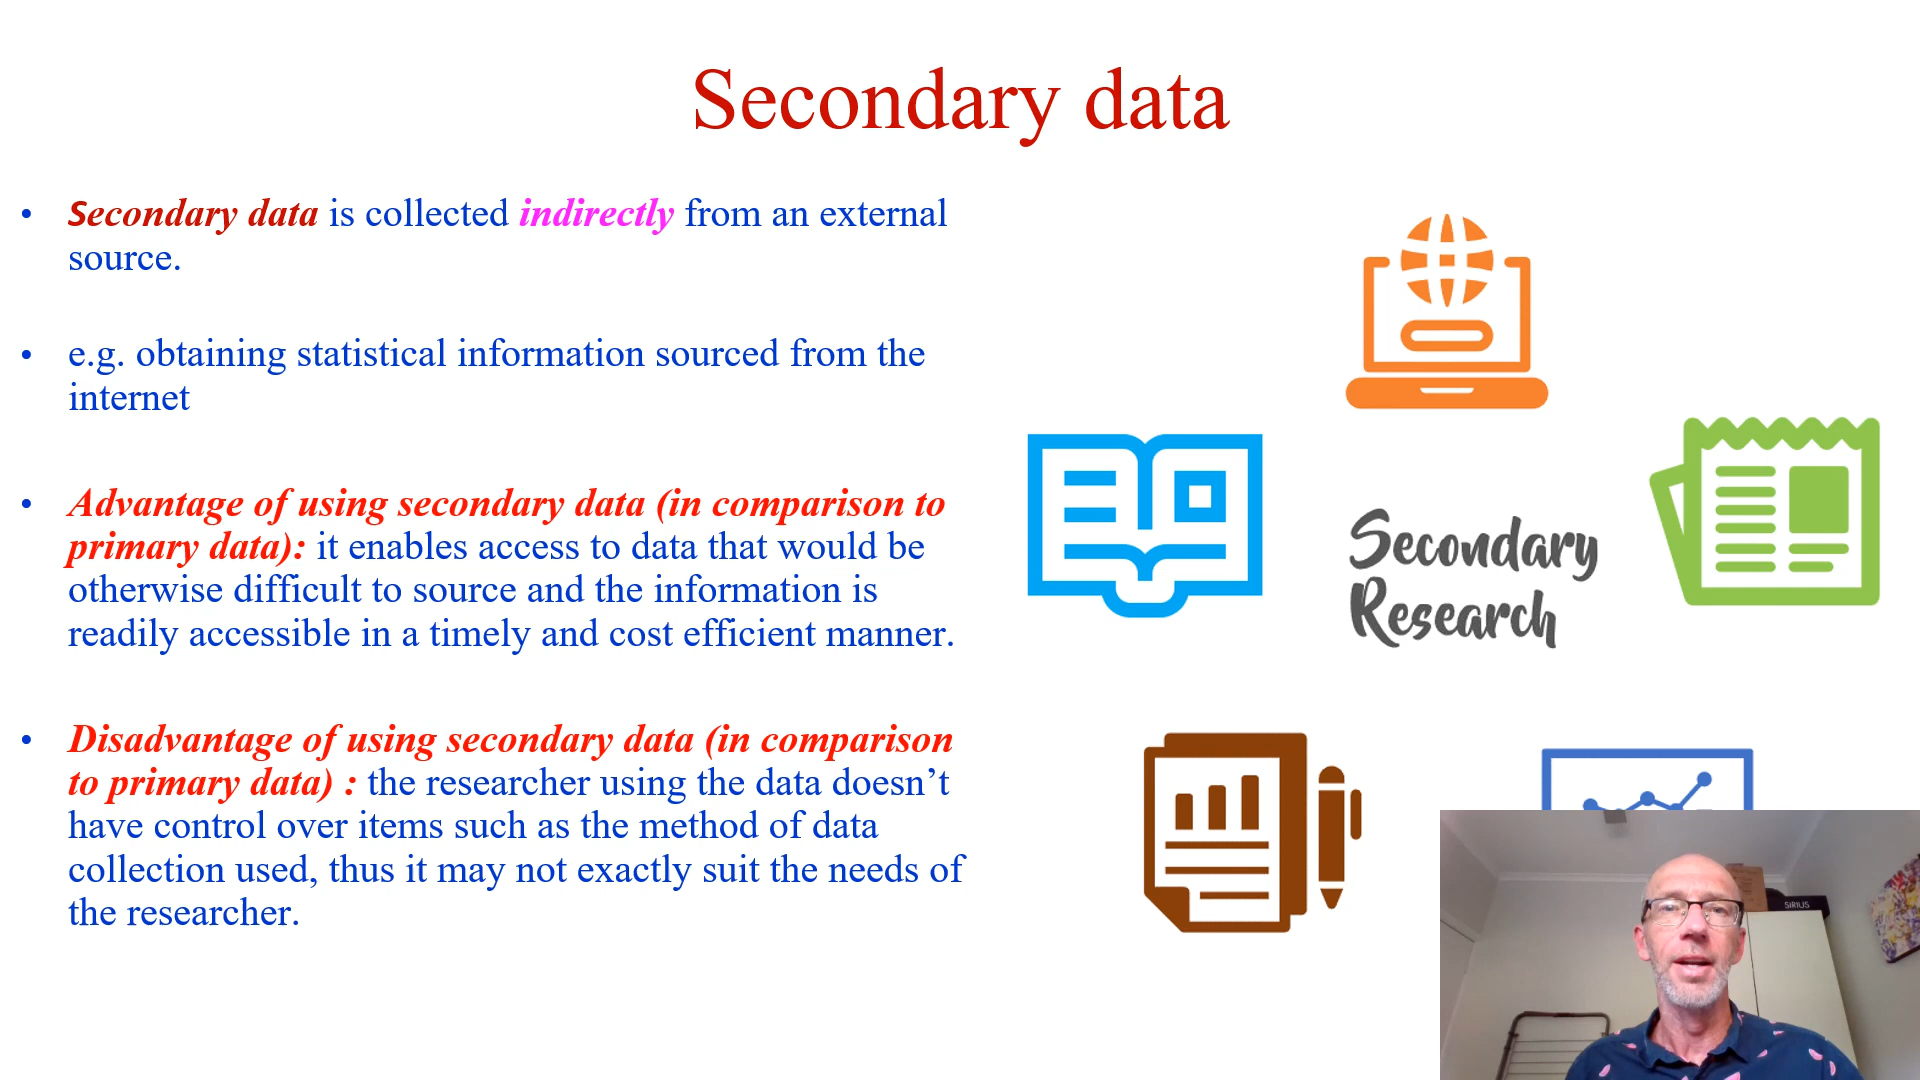 Secondary data
• Secondary data is collected indirectly from an external
source.
• e.g. obtaining statistical information sourced from the
internet
• Advantage of using secondary data (in comparison to
primary data): it enables access to data that would be
otherwise difficult to source and the information is
readily accessible in a timely and cost efficient manner.
• Disadvantage of using secondary data (in comparison
to primary data) : the researcher using the data doesn’t
have control over items such as the method of data
collection used, thus it may not exactly suit the needs of
the researcher.
Secondary
Research
SIRIUS